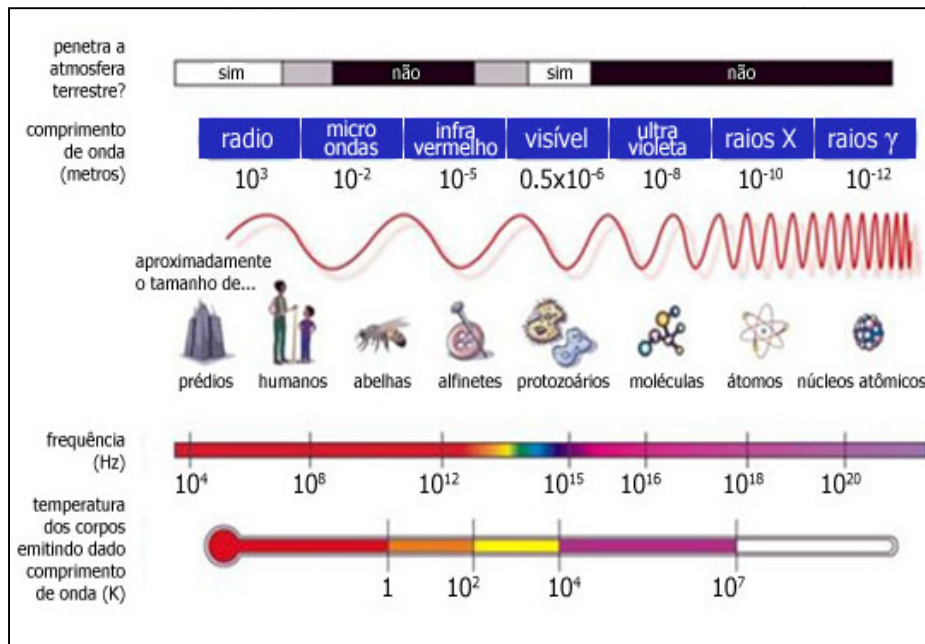 penetra a
atmosfera
terrestre?
sim não sim não
comprimento
de onda
(metros)
radio micro
ondas infra
vermelho visível ultra
violeta raios X raios γ
10³ 10⁻² 10⁻⁵ 0.5x10⁻⁶ 10⁻⁸ 10⁻¹⁰ 10⁻¹²
aproximadamente
o tamanho de...
prédios humanos abelhas alfinetes protozoários moléculas átomos núcleos atômicos
frequência
(Hz)
10⁴ 10⁸ 10¹² 10¹⁵ 10¹⁶ 10¹⁸ 10²⁰
temperatura
dos corpos
emitindo dado
comprimento
de onda (K)
1 10² 10⁴ 10⁷